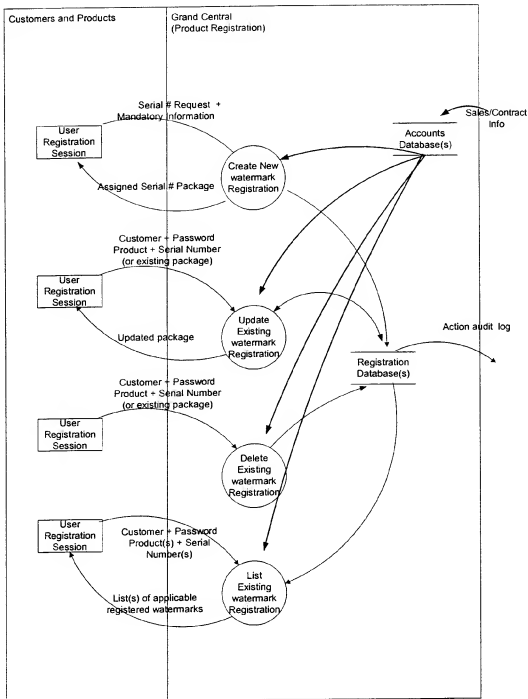 Customers and Products
Grand Central
(Product Registration)
Serial # Request +
Mandatory Information
User
Registration
Session
Assigned Serial # Package
Create New
watermark
Registration
Accounts
Database(s)
Sales/Contract
Info
Customer + Password
Product + Serial Number
(or existing package)
User
Registration
Session
Updated package
Update
Existing
watermark
Registration
Registration
Database(s)
Action audit log
Customer + Password
Product + Serial Number
(or existing package)
User
Registration
Session
Delete
Existing
watermark
Registration
User
Registration
Session
Customer + Password
Product(s) + Serial
Number(s)
List(s) of applicable
registered watermarks
List
Existing
watermark
Registration